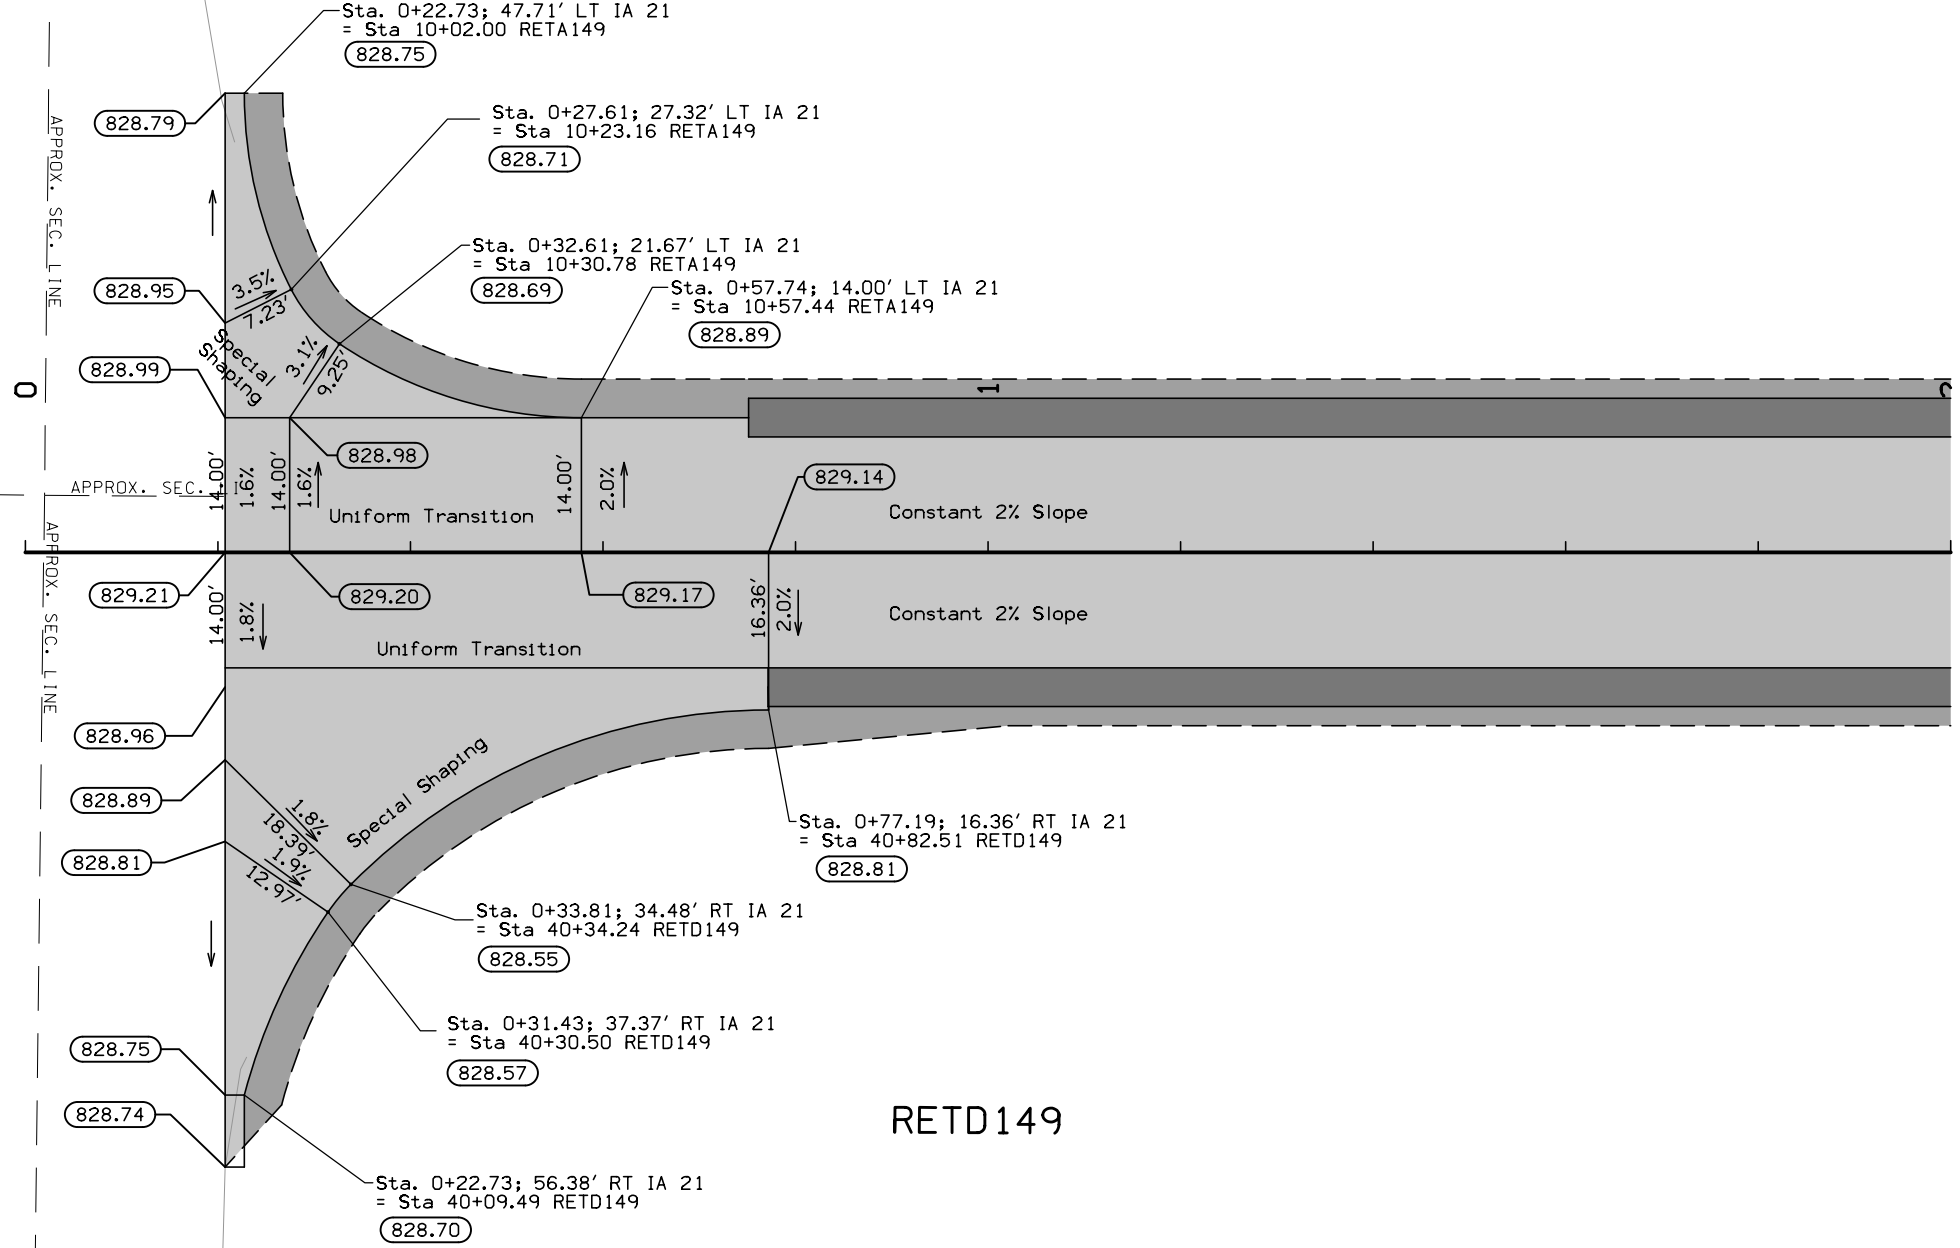 Sta. 0+22.73; 47.71' LT IA 21
= Sta 10+02.00 RETA149
828.75
828.79
Sta. 0+27.61; 27.32' LT IA 21
= Sta 10+23.16 RETA149
828.71
APPROX. SEC. LINE
Sta. 0+32.61; 21.67' LT IA 21
= Sta 10+30.78 RETA149
828.69
828.95
3.5%
7.23'
Sta. 0+57.74; 14.00' LT IA 21
= Sta 10+57.44 RETA149
828.89
Special
Shaping
3.1%
9.25'
828.99
0
1
828.98
14.00'
1.6%
14.00'
1.6%
14.00'
2.0%
829.14
APPROX. SEC.
Uniform Transition
Constant 2% Slope
APPROX. SEC. LINE
829.21
829.20
829.17
14.00'
1.8%
16.36'
2.0%
Constant 2% Slope
Uniform Transition
828.96
Special Shaping
828.89
1.8%
18.39'
828.81
1.9%
12.97'
Sta. 0+77.19; 16.36' RT IA 21
= Sta 40+82.51 RETD149
828.81
Sta. 0+33.81; 34.48' RT IA 21
= Sta 40+34.24 RETD149
828.55
Sta. 0+31.43; 37.37' RT IA 21
= Sta 40+30.50 RETD149
828.57
828.75
828.74
RETD149
Sta. 0+22.73; 56.38' RT IA 21
= Sta 40+09.49 RETD149
828.70